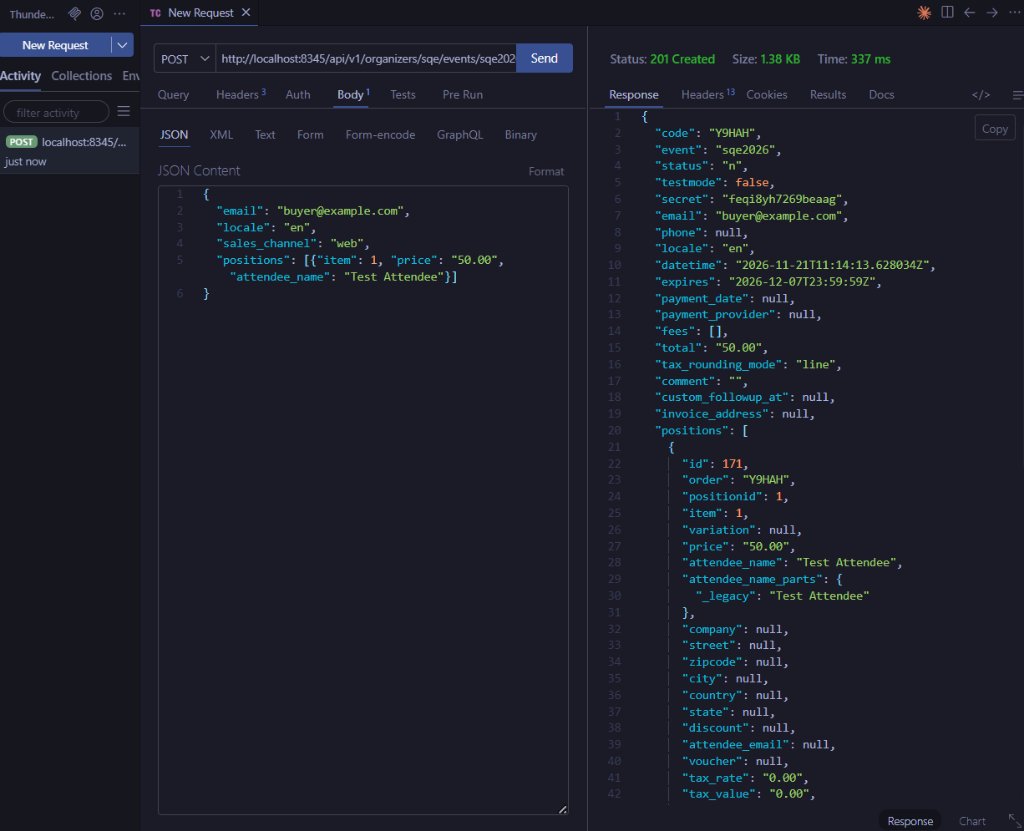 Thunde...
New Request
Activity Collections Env
filter activity
POST localhost:8345/...
just now
TC New Request
POST http://localhost:8345/api/v1/organizers/sqe/events/sqe202 Send
Query Headers 3 Auth Body 1 Tests Pre Run
JSON XML Text Form Form-encode GraphQL Binary
JSON Content Format
1 {
2 "email": "buyer@example.com",
3 "locale": "en",
4 "sales_channel": "web",
5 "positions": [{"item": 1, "price": "50.00",
"attendee_name": "Test Attendee"}]
6 }
Status: 201 Created Size: 1.38 KB Time: 337 ms
Response Headers 13 Cookies Results Docs </>
Copy
1 {
2 "code": "Y9HAH",
3 "event": "sqe2026",
4 "status": "n",
5 "testmode": false,
6 "secret": "feqi8yh7269beaag",
7 "email": "buyer@example.com",
8 "phone": null,
9 "locale": "en",
10 "datetime": "2026-11-21T11:14:13.628034Z",
11 "expires": "2026-12-07T23:59:59Z",
12 "payment_date": null,
13 "payment_provider": null,
14 "fees": [],
15 "total": "50.00",
16 "tax_rounding_mode": "line",
17 "comment": "",
18 "custom_followup_at": null,
19 "invoice_address": null,
20 "positions": [
21 {
22 "id": 171,
23 "order": "Y9HAH",
24 "positionid": 1,
25 "item": 1,
26 "variation": null,
27 "price": "50.00",
28 "attendee_name": "Test Attendee",
29 "attendee_name_parts": {
30 "_legacy": "Test Attendee"
31 },
32 "company": null,
33 "street": null,
34 "zipcode": null,
35 "city": null,
36 "country": null,
37 "state": null,
38 "discount": null,
39 "attendee_email": null,
40 "voucher": null,
41 "tax_rate": "0.00",
42 "tax_value": "0.00",
Response Chart